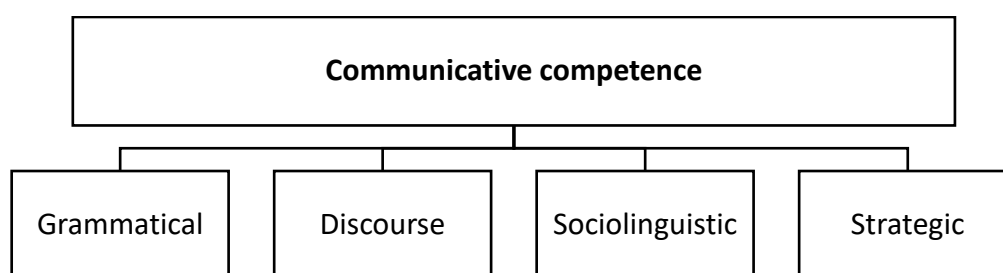 Communicative competence
Grammatical
Discourse
Sociolinguistic
Strategic